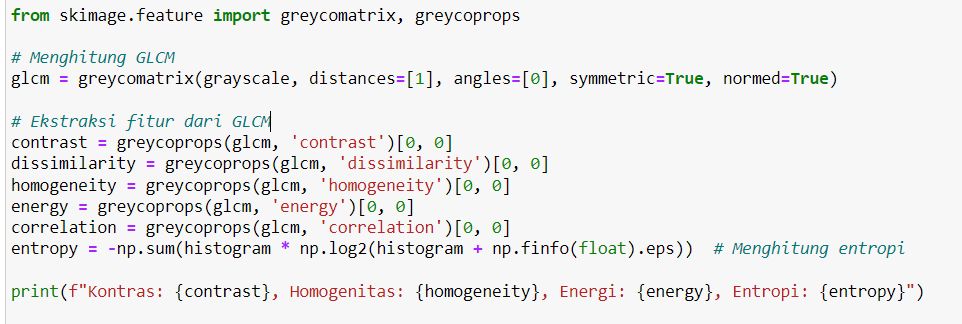 from skimage.feature import greycomatrix, greycoprops
# Menghitung GLCM
glcm = greycomatrix(grayscale, distances=[1], angles=[0], symmetric=True, normed=True)
# Ekstraksi fitur dari GLCM
contrast = greycoprops(glcm, 'contrast')[0, 0]
dissimilarity = greycoprops(glcm, 'dissimilarity')[0, 0]
homogeneity = greycoprops(glcm, 'homogeneity')[0, 0]
energy = greycoprops(glcm, 'energy')[0, 0]
correlation = greycoprops(glcm, 'correlation')[0, 0]
entropy = -np.sum(histogram * np.log2(histogram + np.finfo(float).eps))  # Menghitung entropi
print(f"Kontras: {contrast}, Homogenitas: {homogeneity}, Energi: {energy}, Entropi: {entropy}")